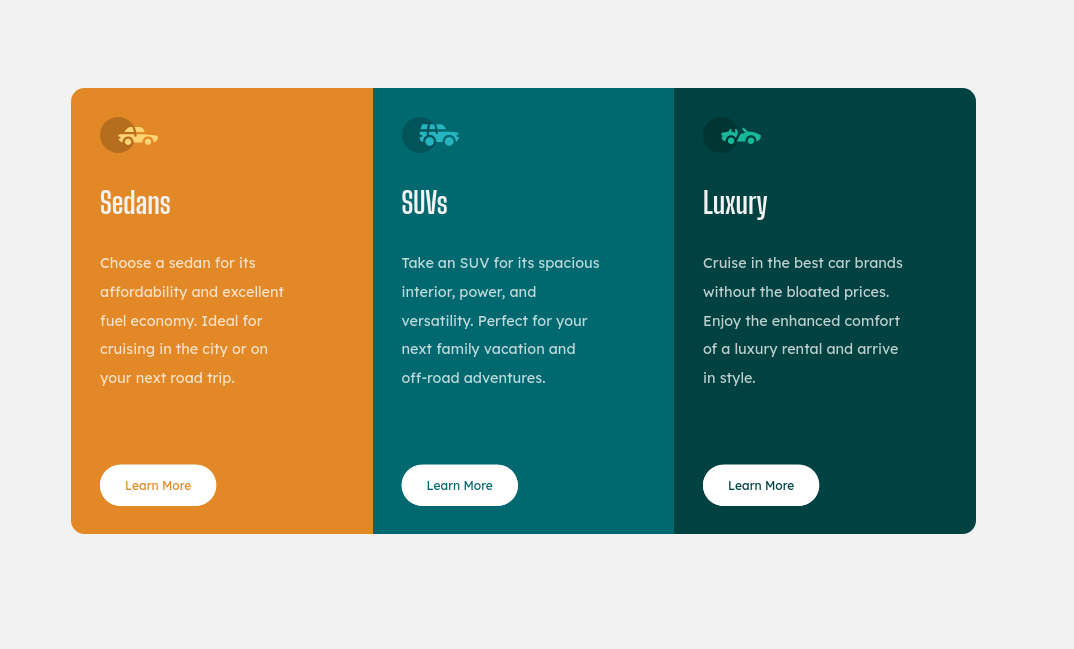 Sedans
Choose a sedan for its
affordability and excellent
fuel economy. Ideal for
cruising in the city or on
your next road trip.
Learn More
SUVs
Take an SUV for its spacious
interior, power, and
versatility. Perfect for your
next family vacation and
off-road adventures.
Learn More
Luxury
Cruise in the best car brands
without the bloated prices.
Enjoy the enhanced comfort
of a luxury rental and arrive
in style.
Learn More